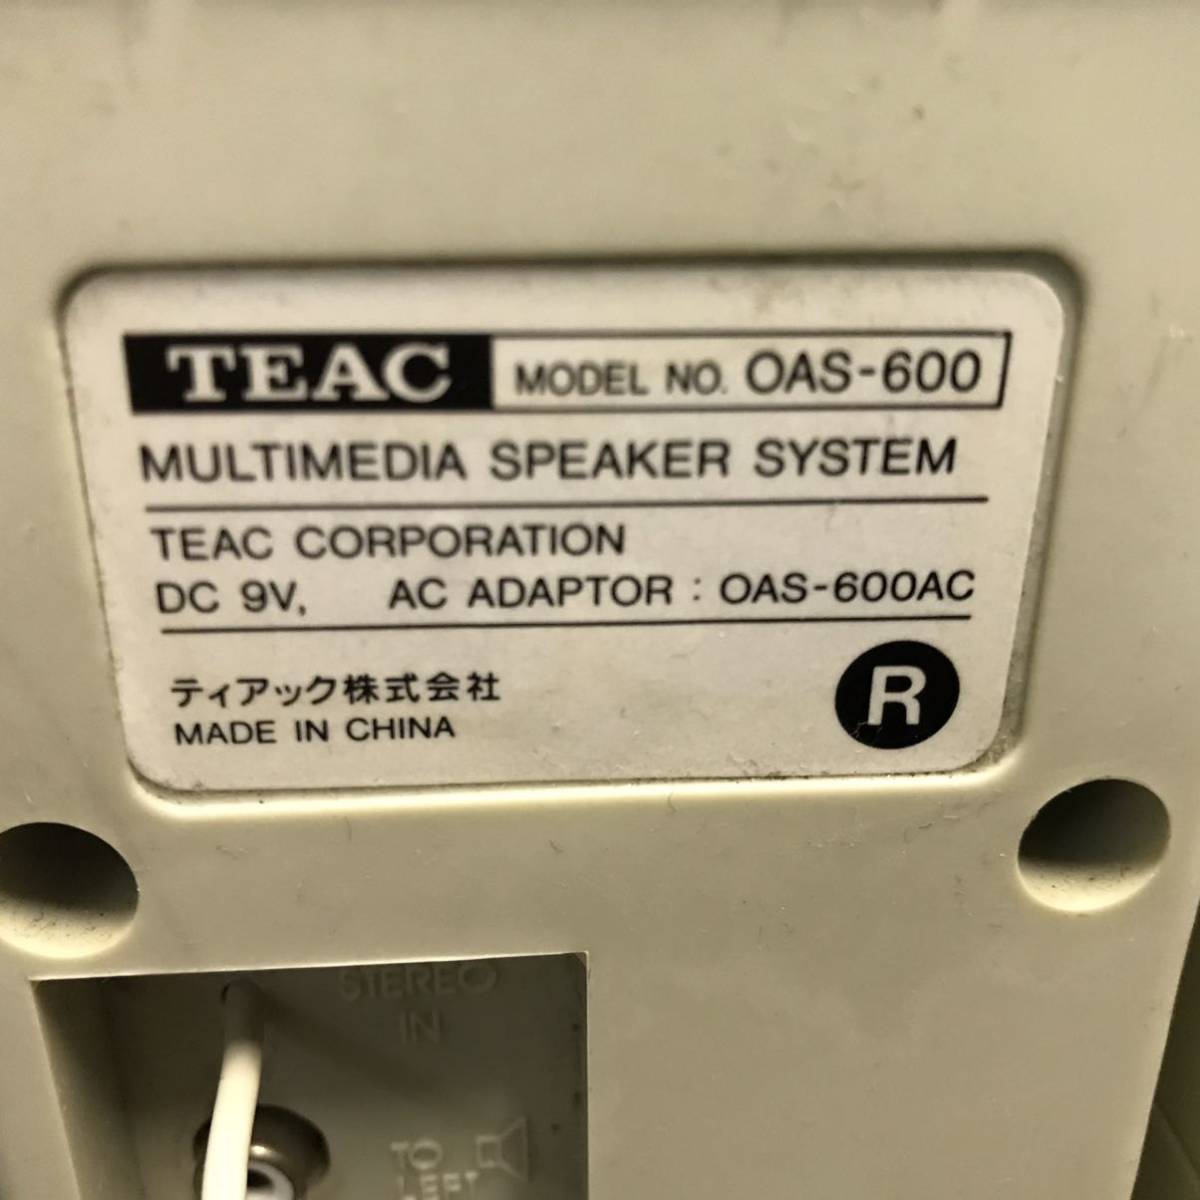 TEAC MODEL NO. OAS-600
MULTIMEDIA SPEAKER SYSTEM
TEAC CORPORATION
DC 9V, AC ADAPTOR : OAS-600AC
ティアック株式会社
MADE IN CHINA
R
STEREO
IN
TO
LEFT